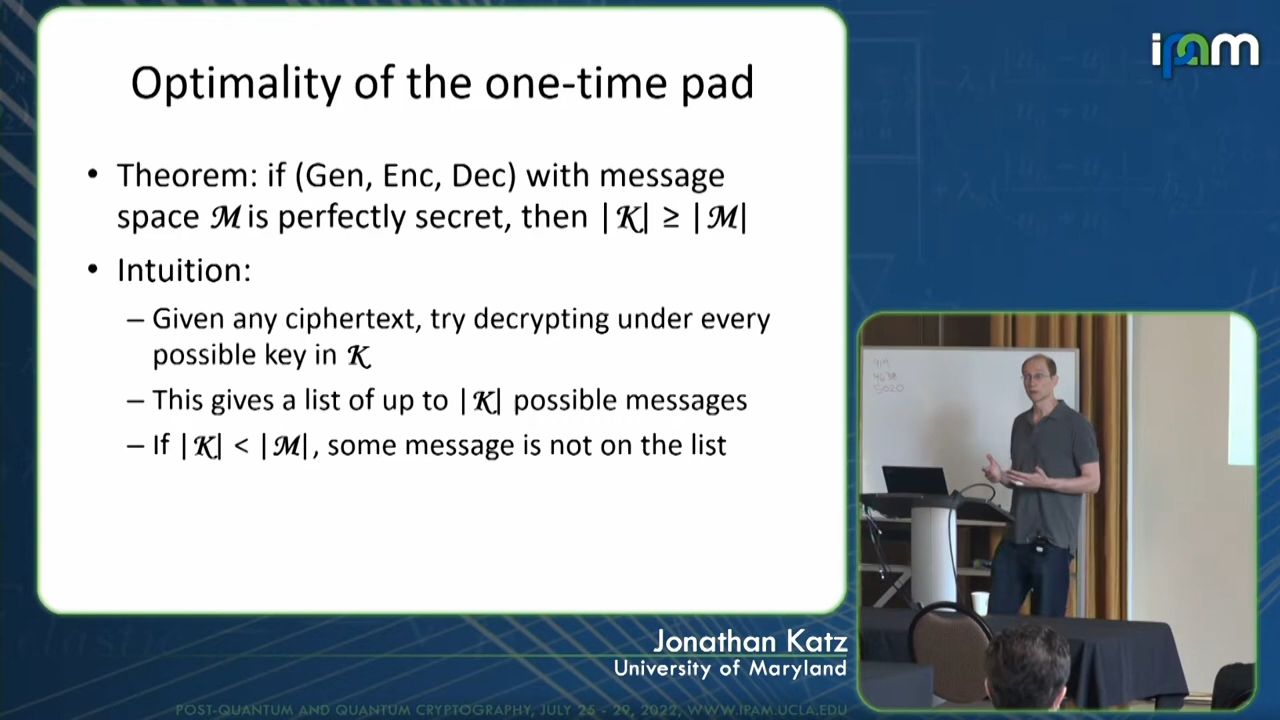 ipam
Optimality of the one-time pad
• Theorem: if (Gen, Enc, Dec) with message
space ℳ is perfectly secret, then |𝒦| ≥ |ℳ|
• Intuition:
– Given any ciphertext, try decrypting under every
possible key in 𝒦
– This gives a list of up to |𝒦| possible messages
– If |𝒦| < |ℳ|, some message is not on the list
Jonathan Katz
University of Maryland
POST-QUANTUM AND QUANTUM CRYPTOGRAPHY, JULY 25 - 29, 2022, WWW.IPAM.UCLA.EDU